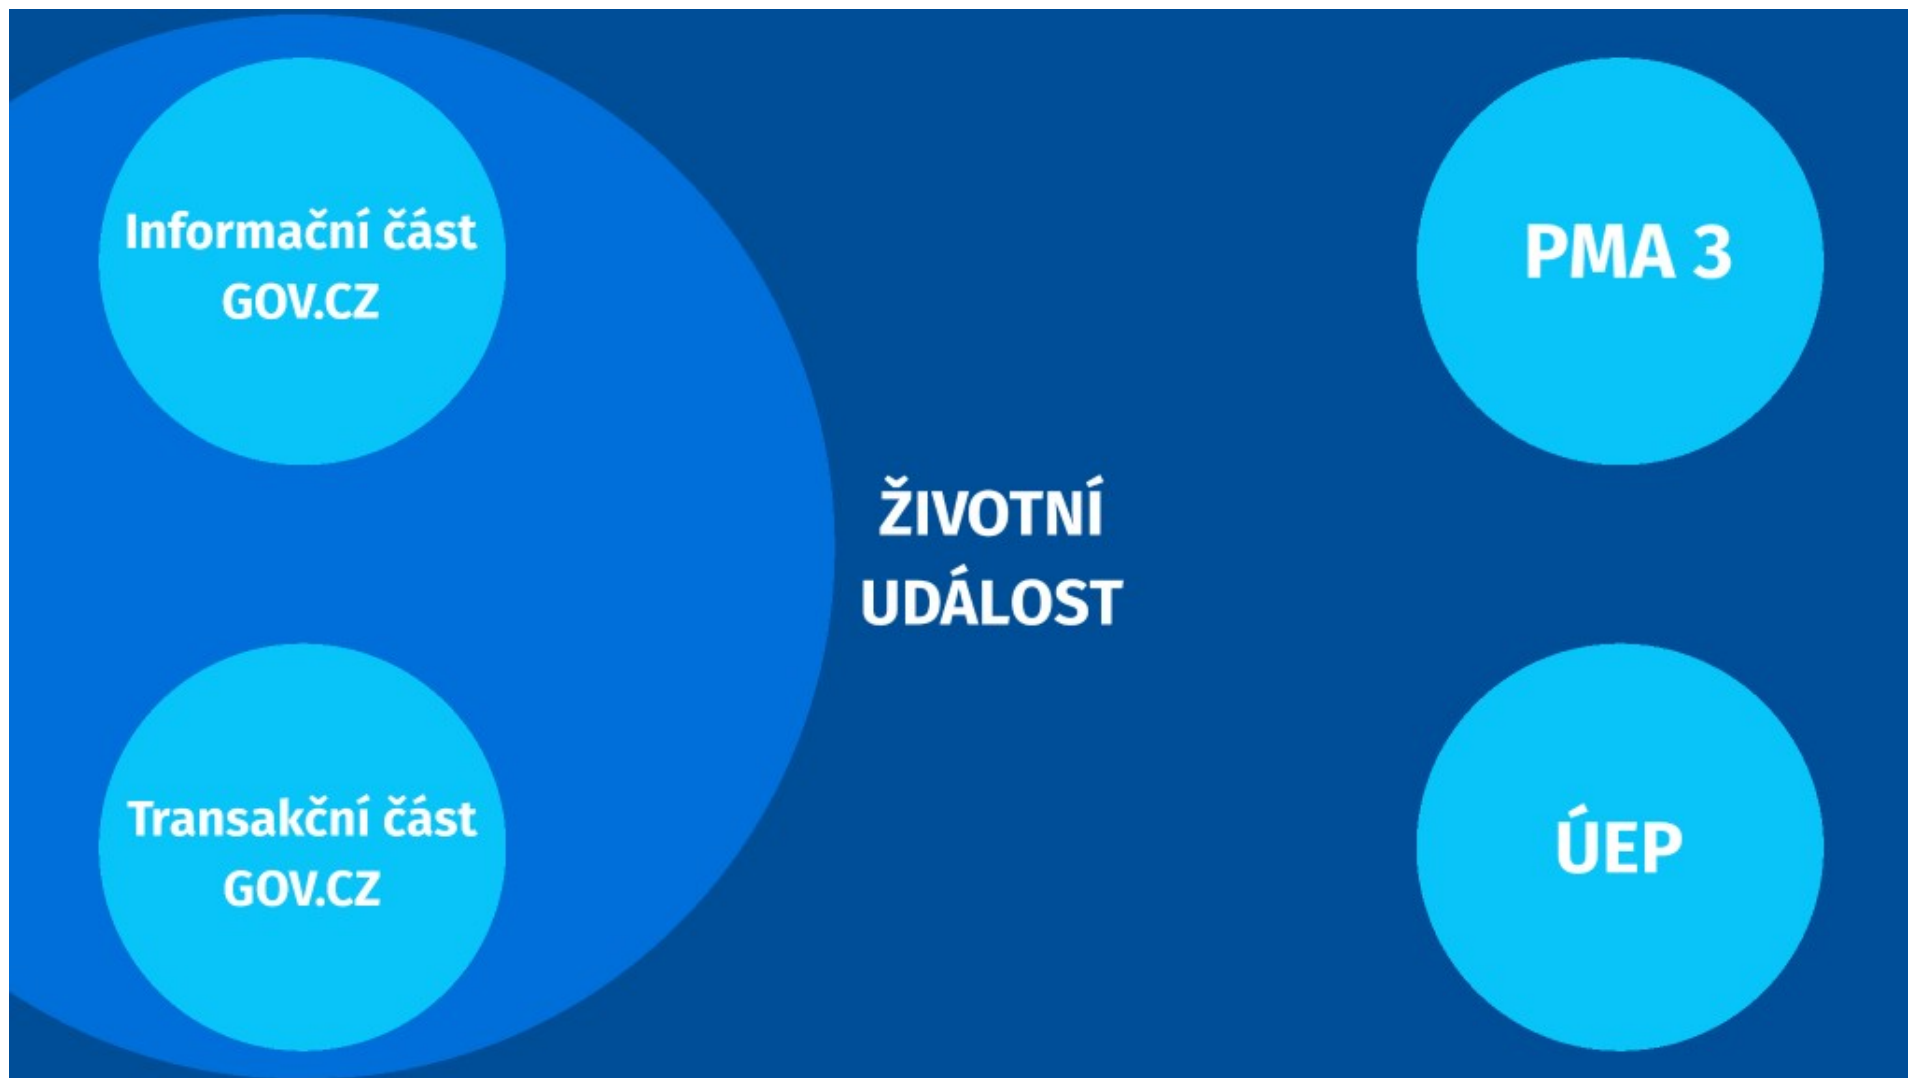 Informační část
GOV.CZ
PMA 3
ŽIVOTNÍ
UDÁLOST
Transakční část
GOV.CZ
ÚEP